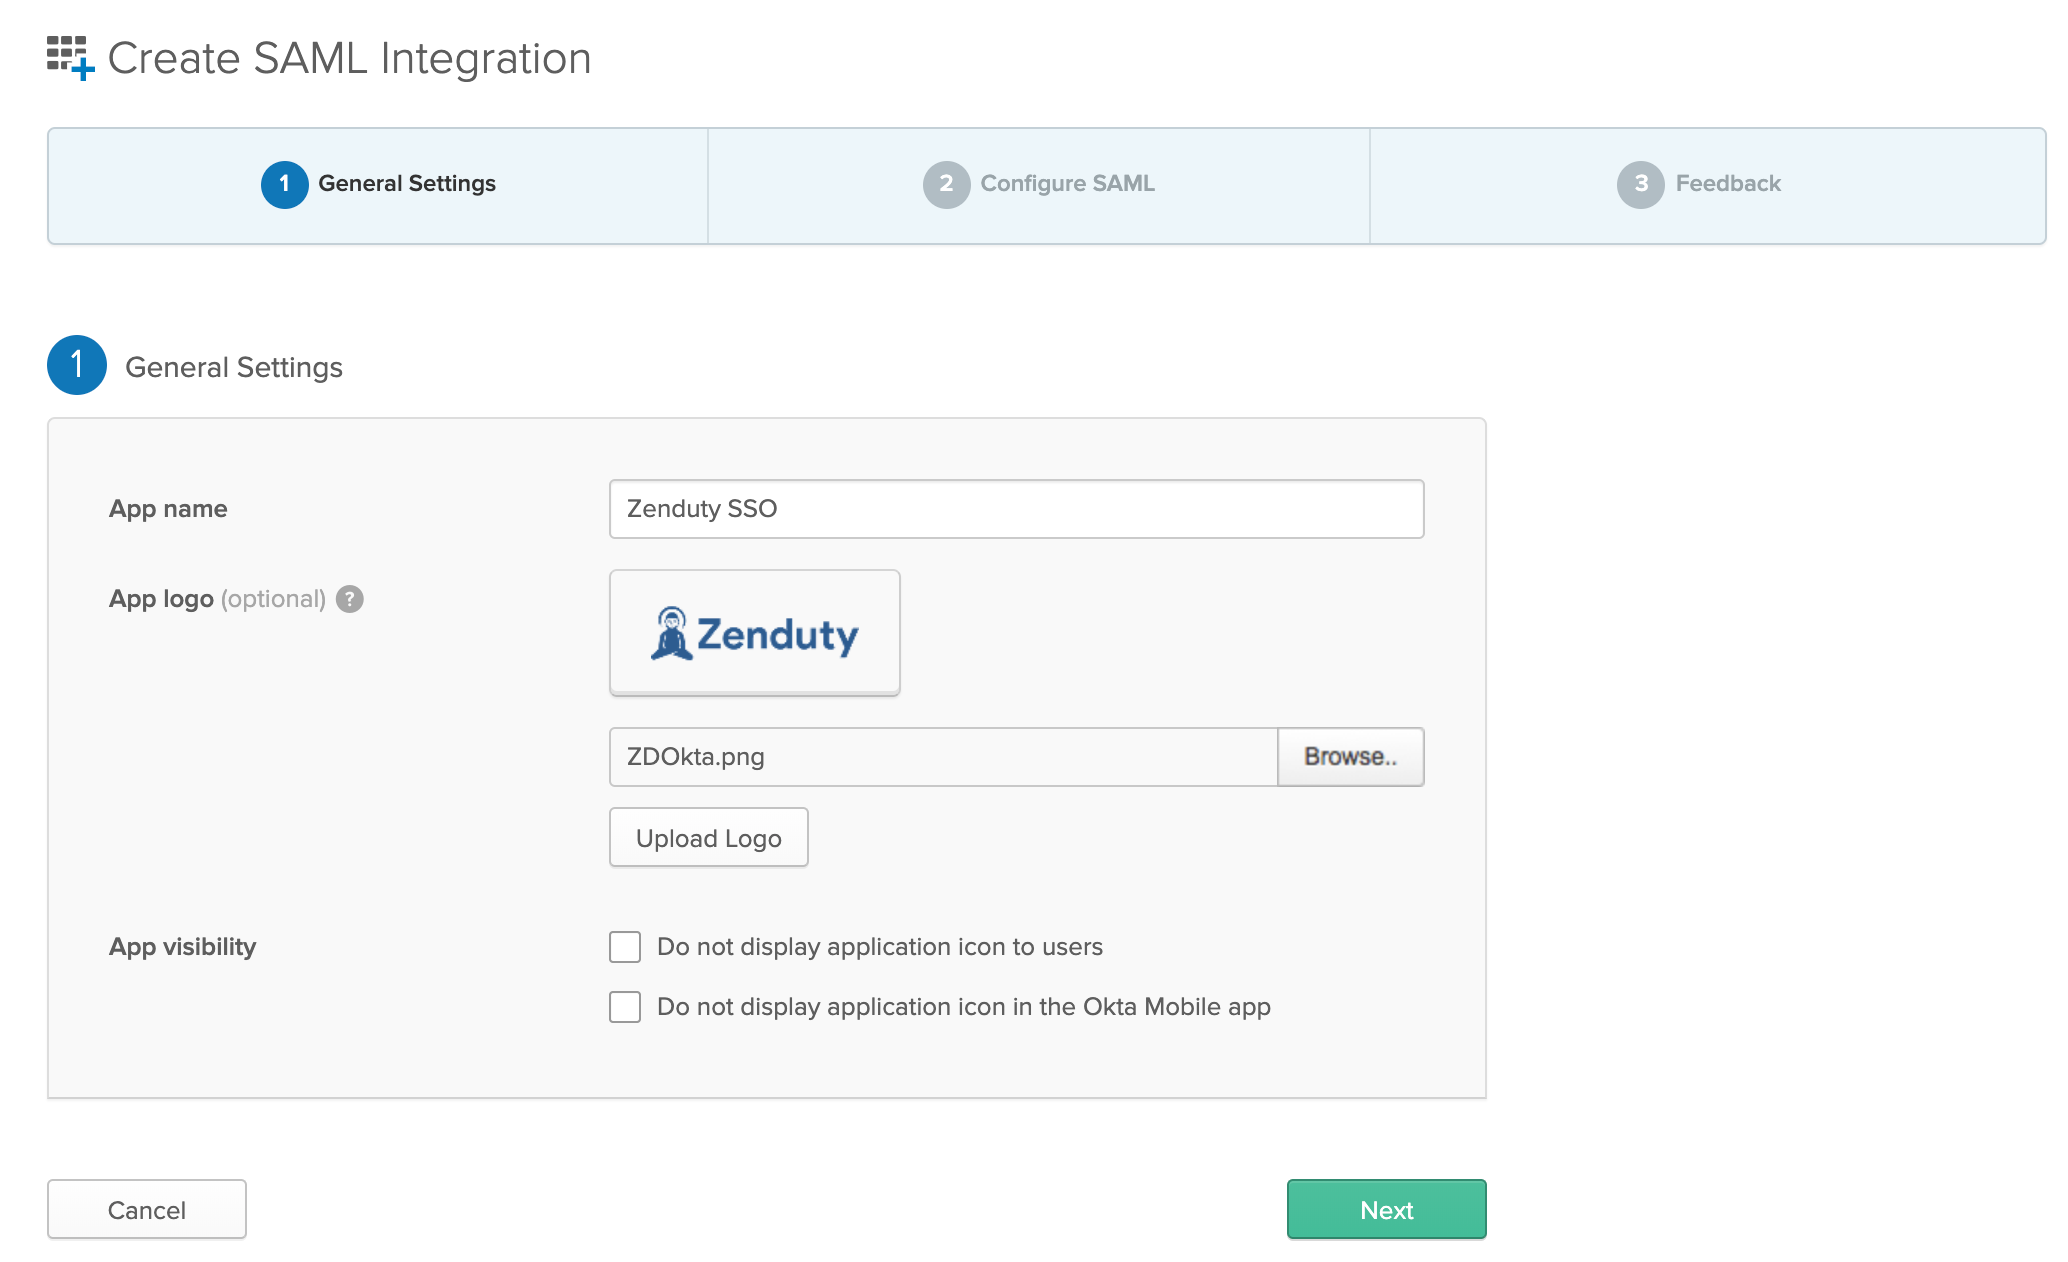 Create SAML Integration
1 General Settings
2 Configure SAML
3 Feedback
1 General Settings
App name
Zenduty SSO
App logo (optional) ?
Zenduty
ZDOkta.png
Browse..
Upload Logo
App visibility
Do not display application icon to users
Do not display application icon in the Okta Mobile app
Cancel
Next